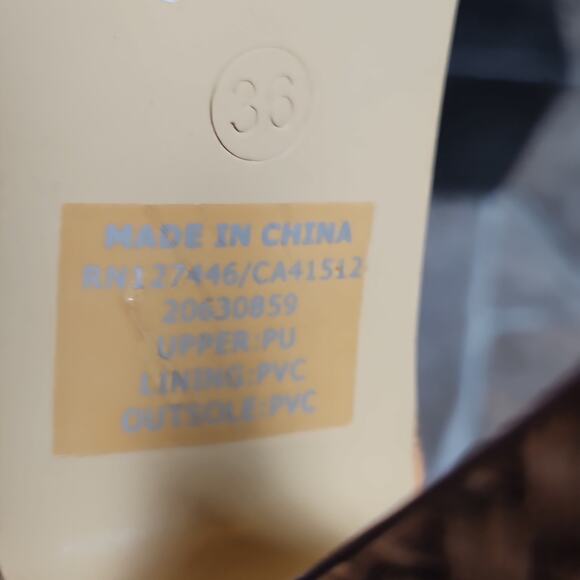 36
MADE IN CHINA
RN127446/CA41512
20630859
UPPER:PU
LINING:PVC
OUTSOLE:PVC